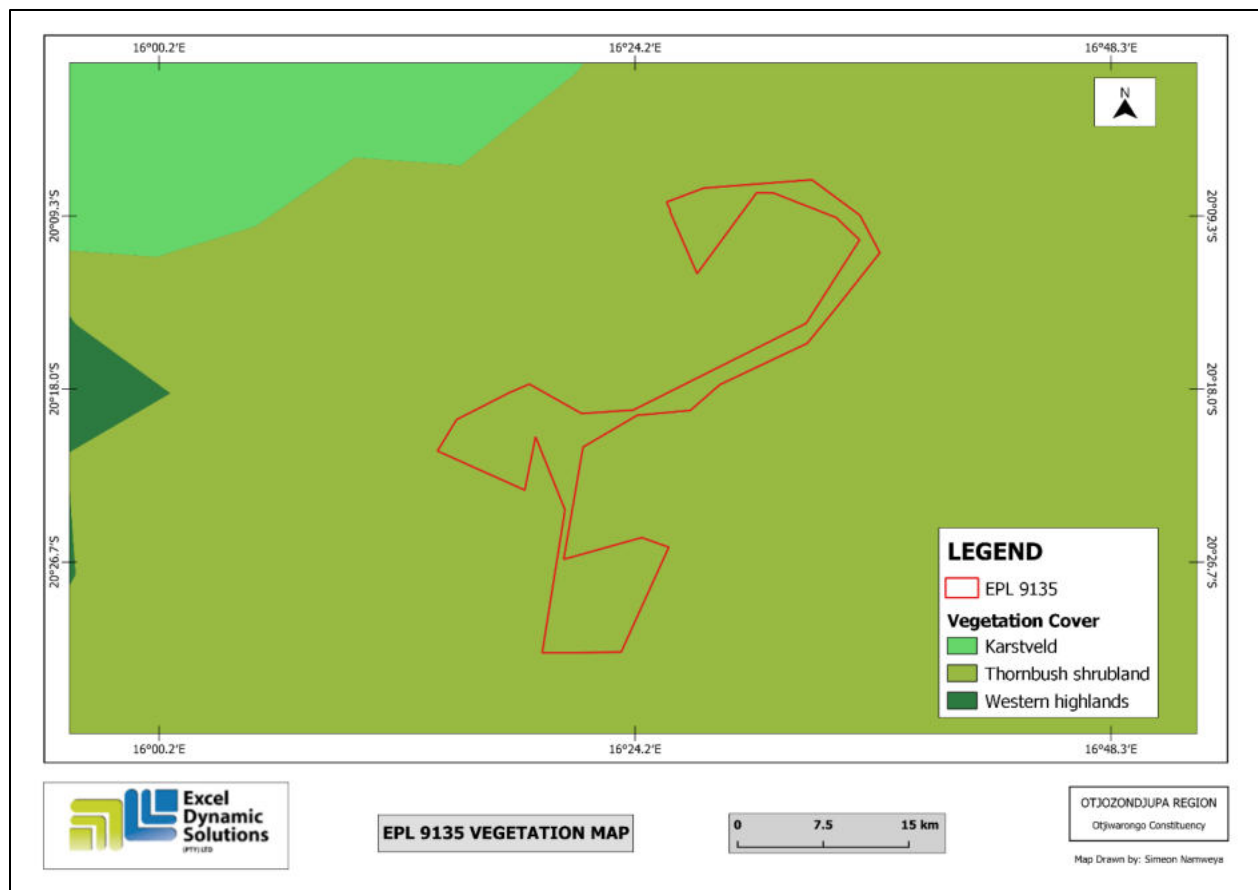 16°00.2'E 16°24.2'E 16°48.3'E
N
20°09.3'S 20°09.3'S
20°18.0'S 20°18.0'S
20°26.7'S 20°26.7'S
LEGEND
EPL 9135
Vegetation Cover
Karstveld
Thornbush shrubland
Western highlands
16°00.2'E 16°24.2'E 16°48.3'E
Excel
Dynamic
Solutions
(PTY) LTD
EPL 9135 VEGETATION MAP
0 7.5 15 km
OTJOZONDJUPA REGION
Otjiwarongo Constituency
Map Drawn by: Simeon Namweya